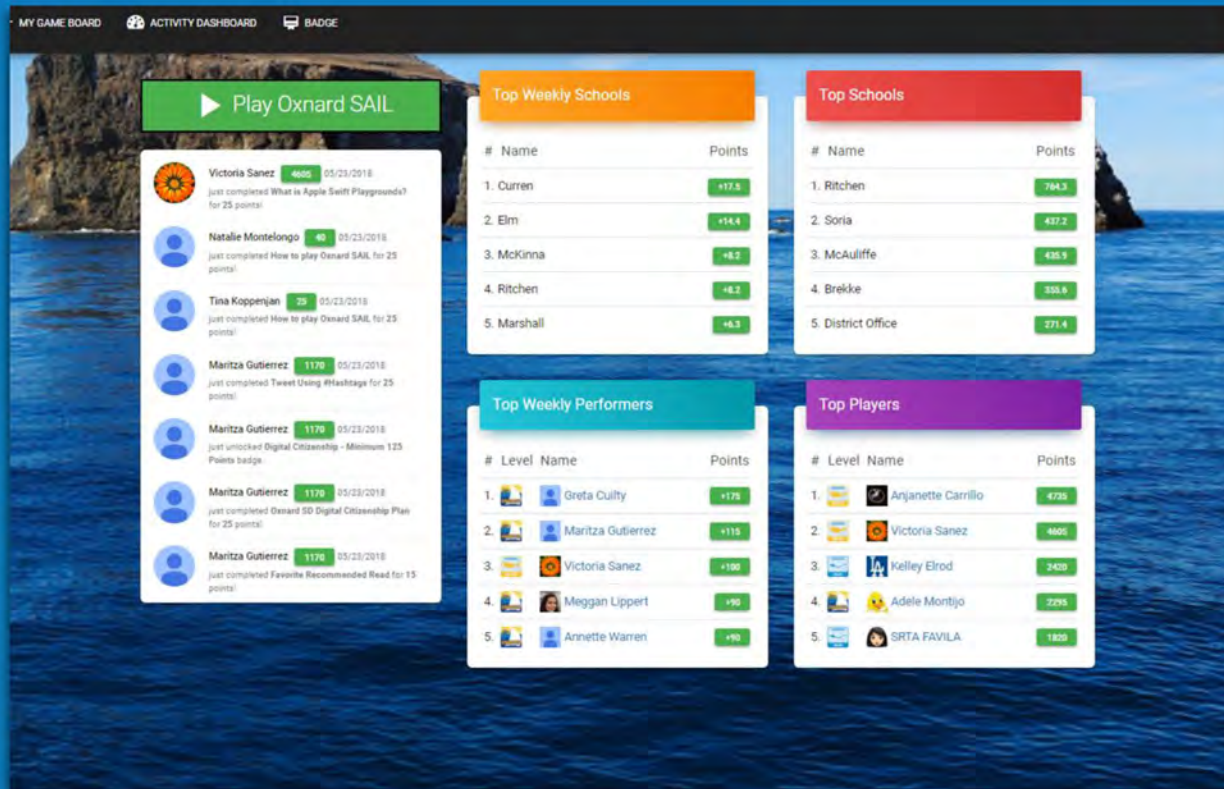 MY GAME BOARD
ACTIVITY DASHBOARD
BADGE
Play Oxnard SAIL
Victoria Sanez 4605 05/23/2018
just completed What is Apple Swift Playgrounds?
for 25 points!
Natalie Montelongo 40 05/23/2018
just completed How to play Oxnard SAIL for 25
points!
Tina Koppenjan 25 05/23/2018
just completed How to play Oxnard SAIL for 25
points!
Maritza Gutierrez 1170 05/23/2018
just completed Tweet Using #Hashtags for 25
points!
Maritza Gutierrez 1170 05/23/2018
just unlocked Digital Citizenship - Minimum 125
Points badge.
Maritza Gutierrez 1170 05/23/2018
just completed Oxnard SD Digital Citizenship Plan
for 25 points!
Maritza Gutierrez 1170 05/23/2018
just completed Favorite Recommended Read for 15
points!
Top Weekly Schools
# Name Points
1. Curren +17.5
2. Elm +14.4
3. McKinna +8.2
4. Ritchen +8.2
5. Marshall +6.3
Top Schools
# Name Points
1. Ritchen 764.3
2. Soria 437.2
3. McAuliffe 435.9
4. Brekke 353.6
5. District Office 271.4
Top Weekly Performers
# Level Name Points
1. Greta Cuilty +175
2. Maritza Gutierrez +115
3. Victoria Sanez +100
4. Meggan Lippert +90
5. Annette Warren +90
Top Players
# Level Name Points
1. Anjanette Carrillo 4735
2. Victoria Sanez 4605
3. Kelley Elrod 2420
4. Adele Montijo 2295
5. SRTA FAVILA 1820